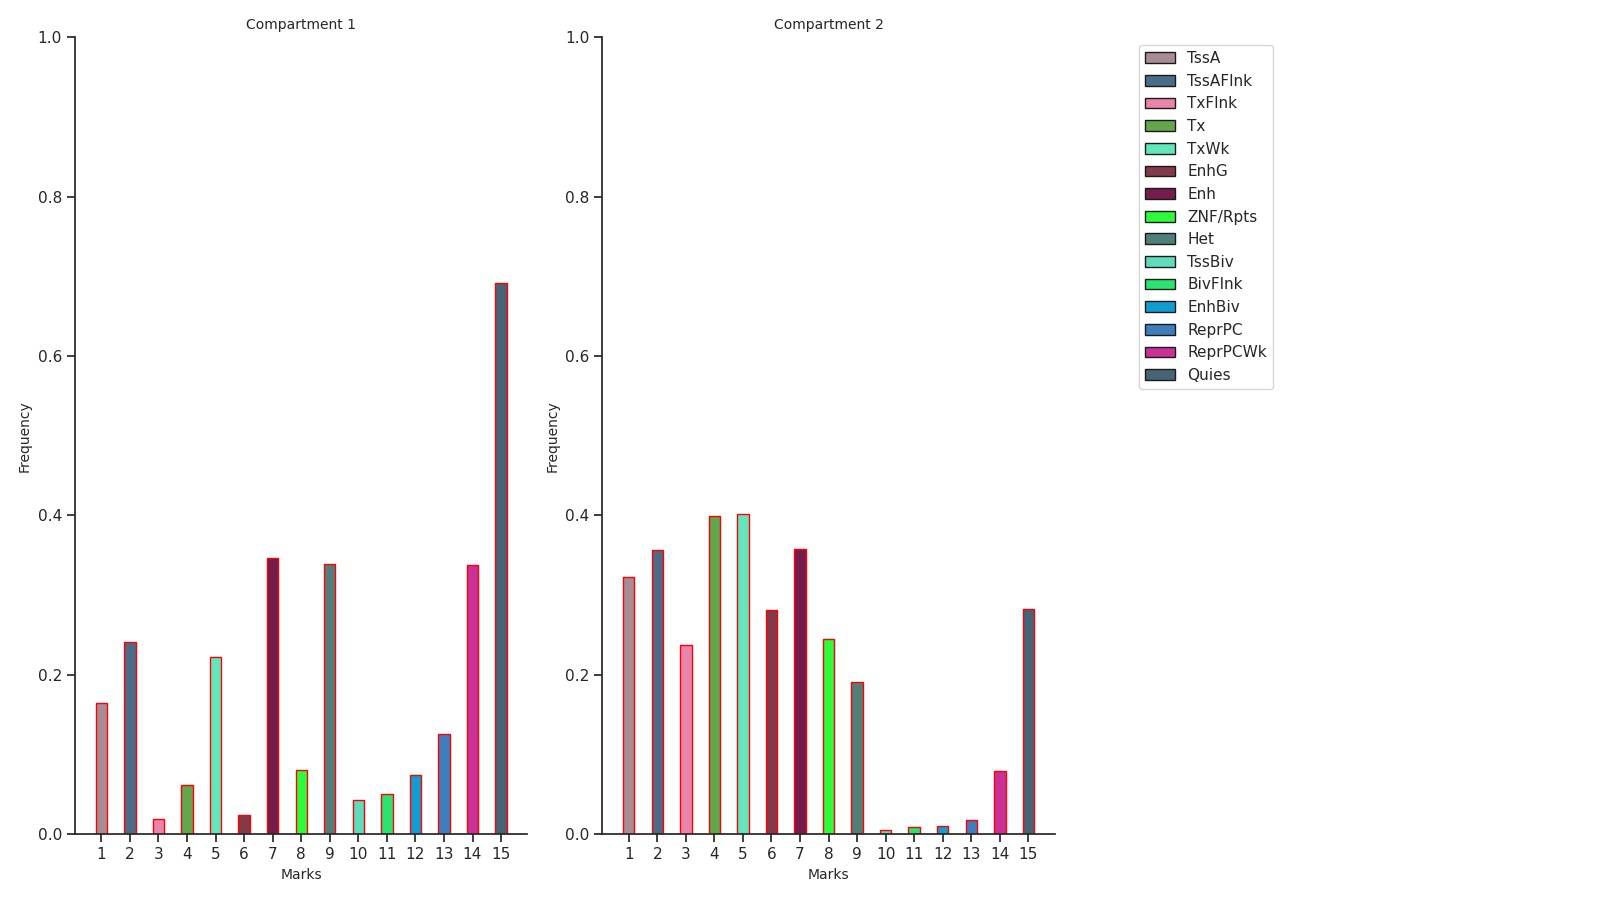 Compartment 1
1.0
0.8
0.6
0.4
0.2
0.0
Frequency
1 2 3 4 5 6 7 8 9 10 11 12 13 14 15
Marks
Compartment 2
1.0
0.8
0.6
0.4
0.2
0.0
Frequency
1 2 3 4 5 6 7 8 9 10 11 12 13 14 15
Marks
TssA
TssAFlnk
TxFlnk
Tx
TxWk
EnhG
Enh
ZNF/Rpts
Het
TssBiv
BivFlnk
EnhBiv
ReprPC
ReprPCWk
Quies